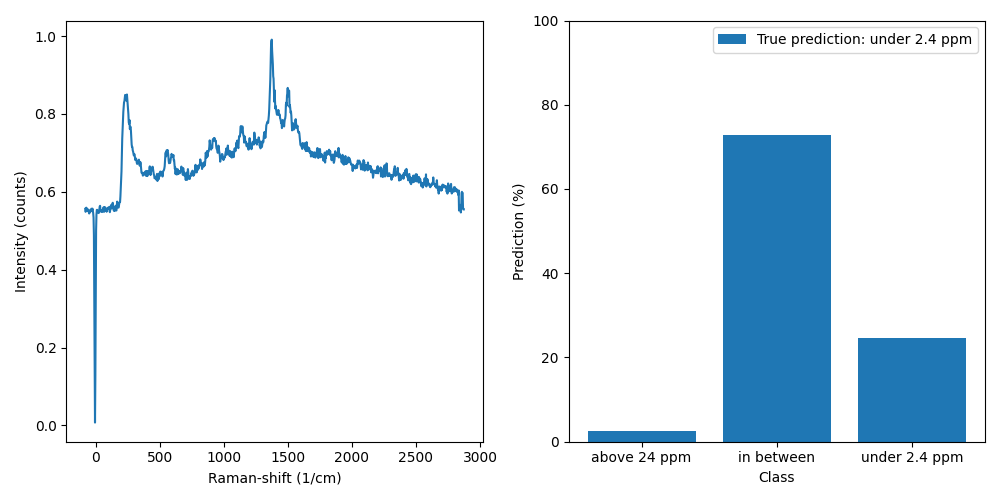 1.0
0.8
0.6
0.4
0.2
0.0
Intensity (counts)
0
500
1000
1500
2000
2500
3000
Raman-shift (1/cm)
100
80
60
40
20
0
Prediction (%)
True prediction: under 2.4 ppm
above 24 ppm
in between
under 2.4 ppm
Class